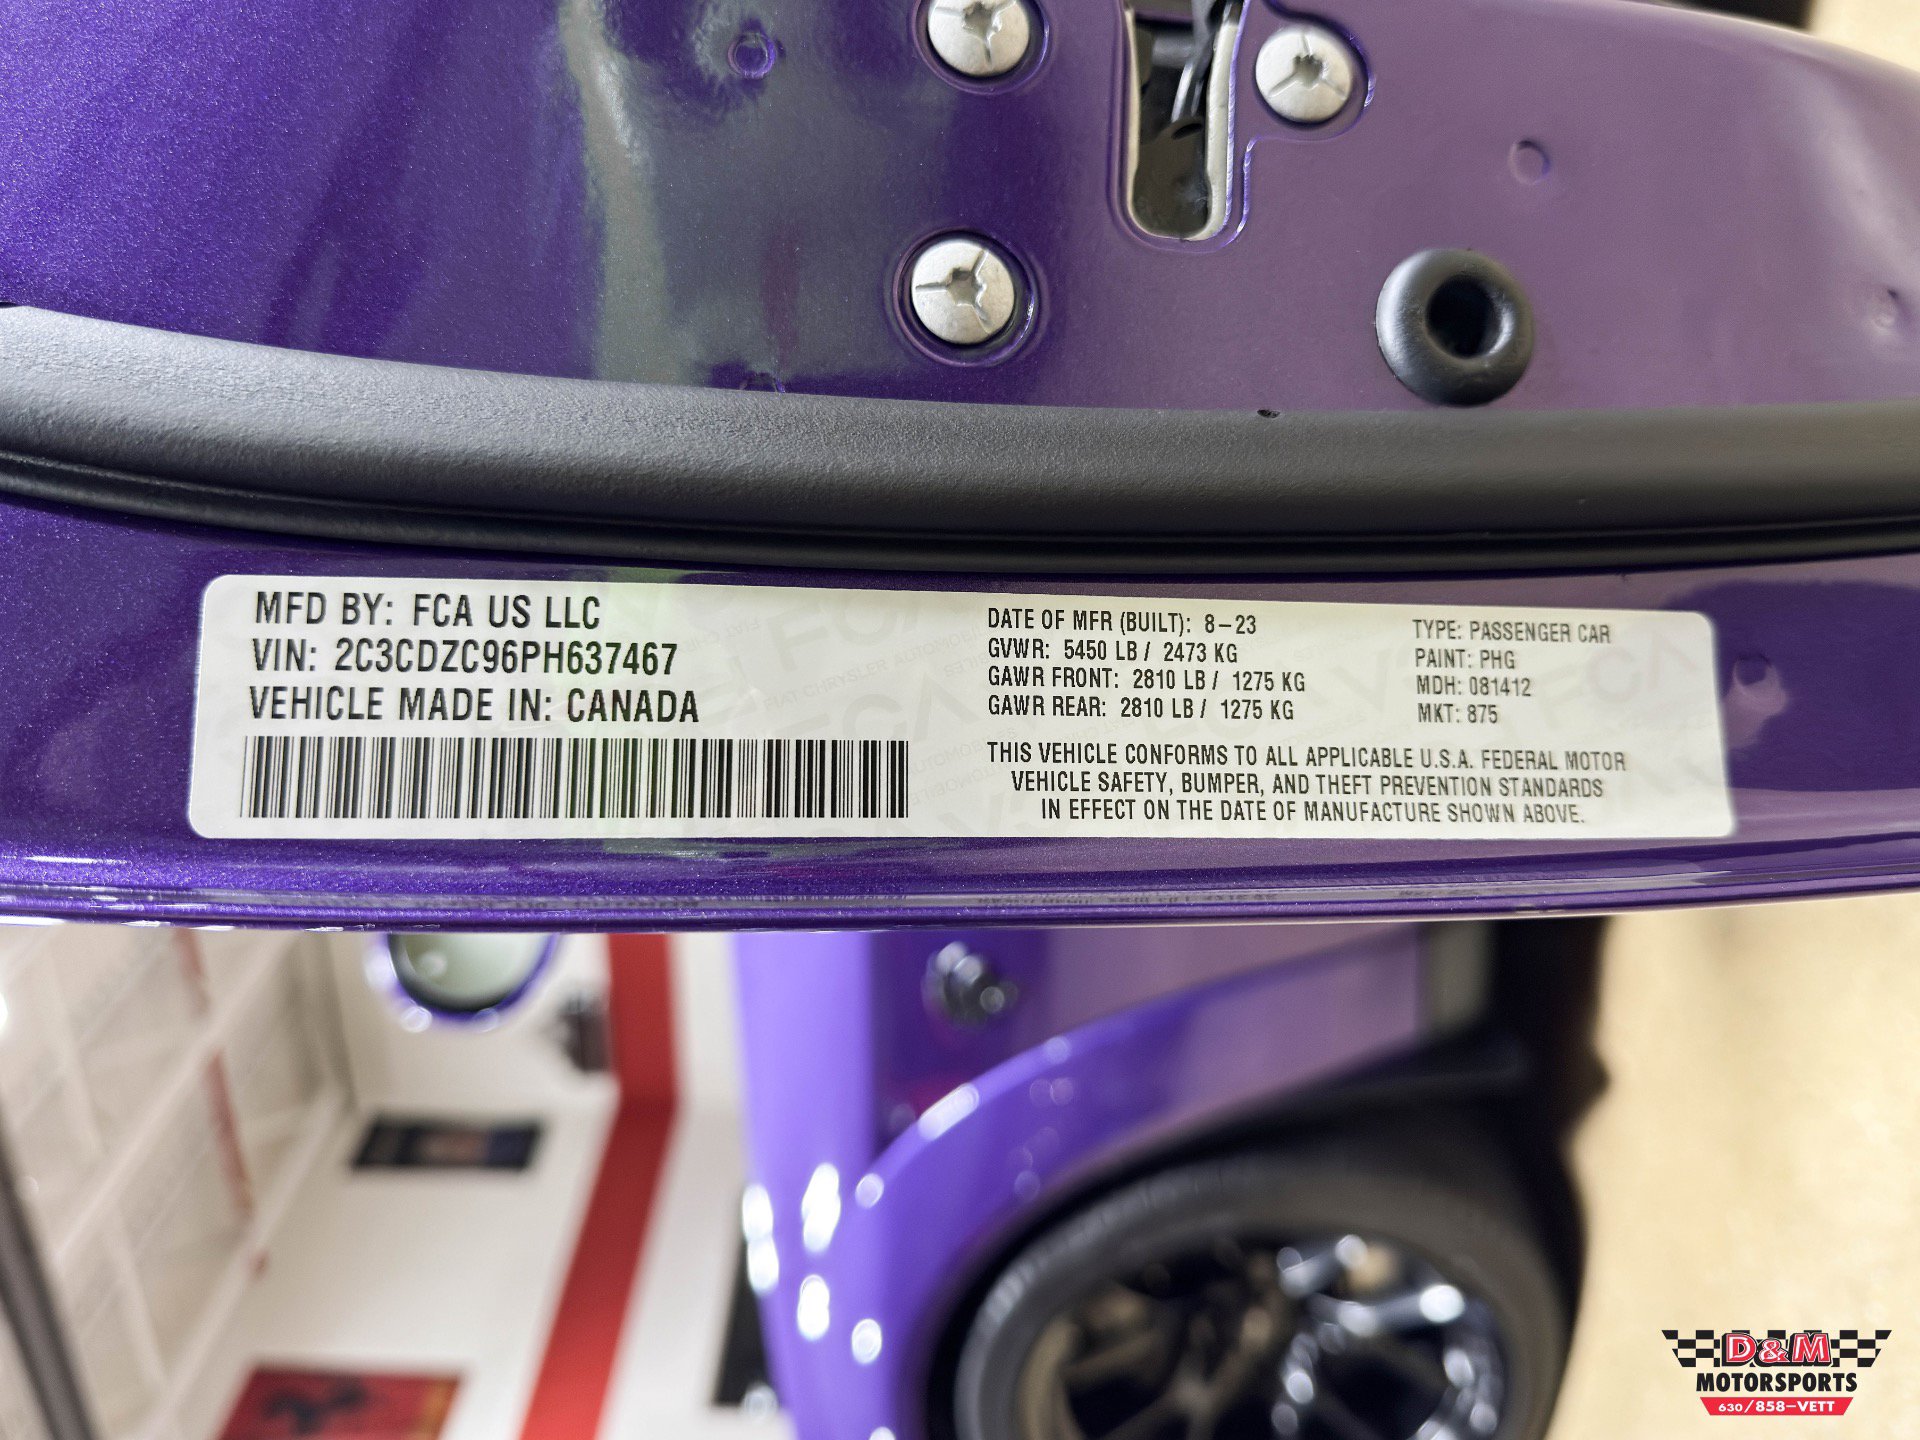 MFD BY: FCA US LLC
VIN: 2C3CDZC96PH637467
VEHICLE MADE IN: CANADA
DATE OF MFR (BUILT): 8-23
GVWR: 5450 LB / 2473 KG
GAWR FRONT: 2810 LB / 1275 KG
GAWR REAR: 2810 LB / 1275 KG
TYPE: PASSENGER CAR
PAINT: PHG
MDH: 081412
MKT: 875
THIS VEHICLE CONFORMS TO ALL APPLICABLE U.S.A. FEDERAL MOTOR
VEHICLE SAFETY, BUMPER, AND THEFT PREVENTION STANDARDS
IN EFFECT ON THE DATE OF MANUFACTURE SHOWN ABOVE.
D&M
MOTORSPORTS
630/858-VETT